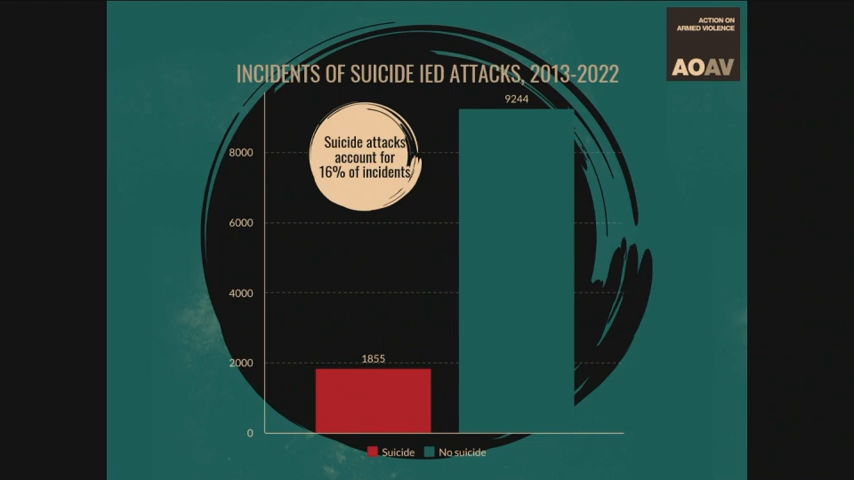 ACTION ON
ARMED VIOLENCE
AOAV
INCIDENTS OF SUICIDE IED ATTACKS, 2013-2022
9244
Suicide attacks
account for
16% of incidents
8000
6000
4000
2000
1855
0
Suicide No suicide